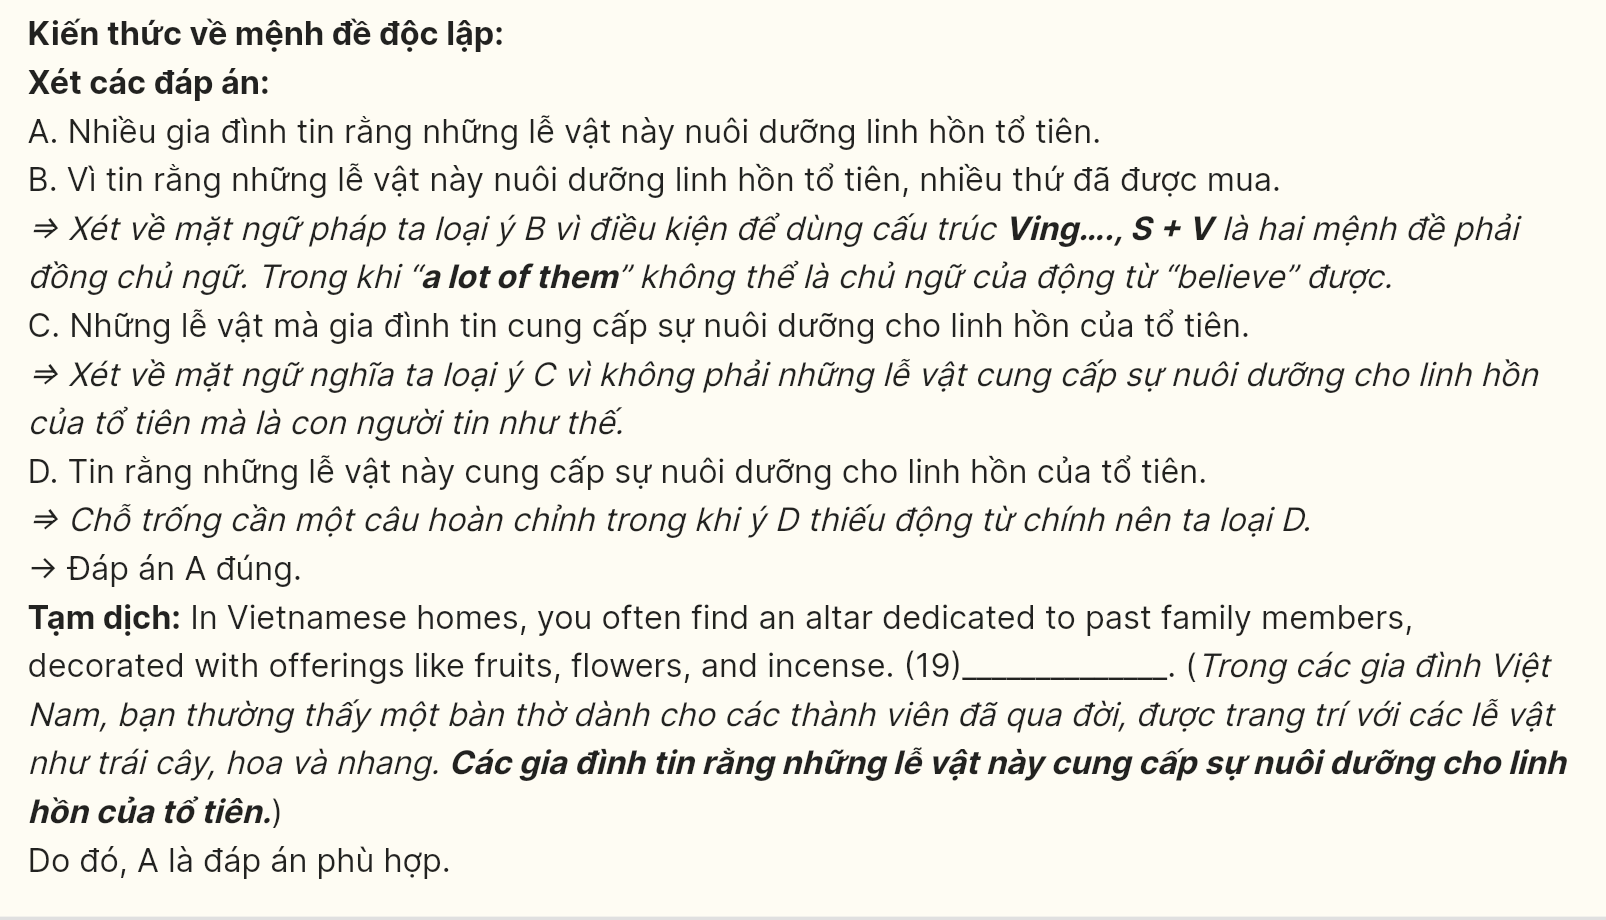 Kiến thức về mệnh đề độc lập:
Xét các đáp án:
A. Nhiều gia đình tin rằng những lễ vật này nuôi dưỡng linh hồn tổ tiên.
B. Vì tin rằng những lễ vật này nuôi dưỡng linh hồn tổ tiên, nhiều thứ đã được mua.
⇒ Xét về mặt ngữ pháp ta loại ý B vì điều kiện để dùng cấu trúc Ving...., S + V là hai mệnh đề phải
đồng chủ ngữ. Trong khi “a lot of them” không thể là chủ ngữ của động từ “believe” được.
C. Những lễ vật mà gia đình tin cung cấp sự nuôi dưỡng cho linh hồn của tổ tiên.
⇒ Xét về mặt ngữ nghĩa ta loại ý C vì không phải những lễ vật cung cấp sự nuôi dưỡng cho linh hồn
của tổ tiên mà là con người tin như thế.
D. Tin rằng những lễ vật này cung cấp sự nuôi dưỡng cho linh hồn của tổ tiên.
⇒ Chỗ trống cần một câu hoàn chỉnh trong khi ý D thiếu động từ chính nên ta loại D.
→ Đáp án A đúng.
Tạm dịch: In Vietnamese homes, you often find an altar dedicated to past family members,
decorated with offerings like fruits, flowers, and incense. (19)______________. (Trong các gia đình Việt
Nam, bạn thường thấy một bàn thờ dành cho các thành viên đã qua đời, được trang trí với các lễ vật
như trái cây, hoa và nhang. Các gia đình tin rằng những lễ vật này cung cấp sự nuôi dưỡng cho linh
hồn của tổ tiên.)
Do đó, A là đáp án phù hợp.